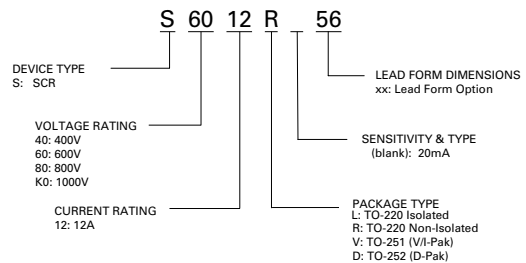 S 60 12 R 56
DEVICE TYPE
S: SCR
LEAD FORM DIMENSIONS
xx: Lead Form Option
VOLTAGE RATING
40: 400V
60: 600V
80: 800V
K0: 1000V
SENSITIVITY & TYPE
(blank): 20mA
CURRENT RATING
12: 12A
PACKAGE TYPE
L: TO-220 Isolated
R: TO-220 Non-Isolated
V: TO-251 (V/I-Pak)
D: TO-252 (D-Pak)